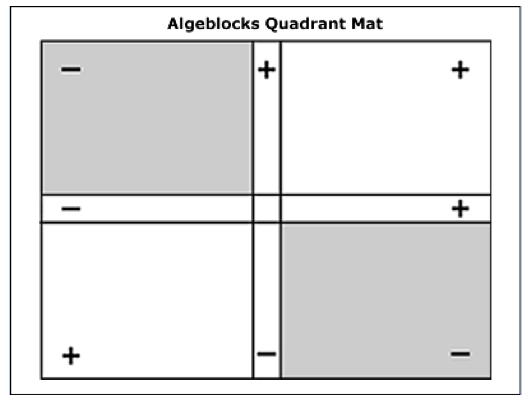 Algeblocks Quadrant Mat
− + +
− +
+ − −